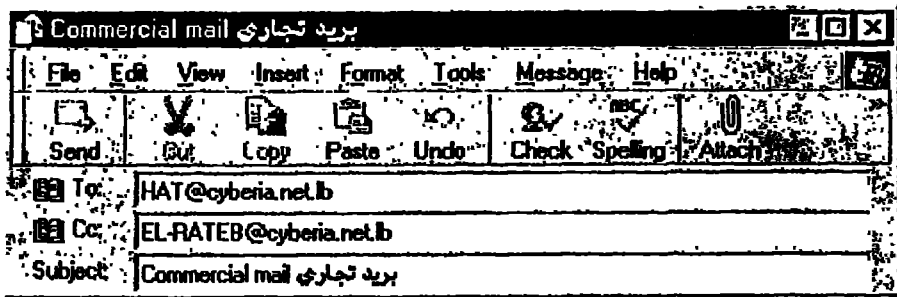 Commercial mail بريد تجاري
File Edit View Insert Format Tools Message Help
Send Cut Copy Paste Undo Check Spelling Attach
To: HAT@cyberia.net.lb
Cc: EL-RATEB@cyberia.net.lb
Subject: Commercial mail بريد تجاري